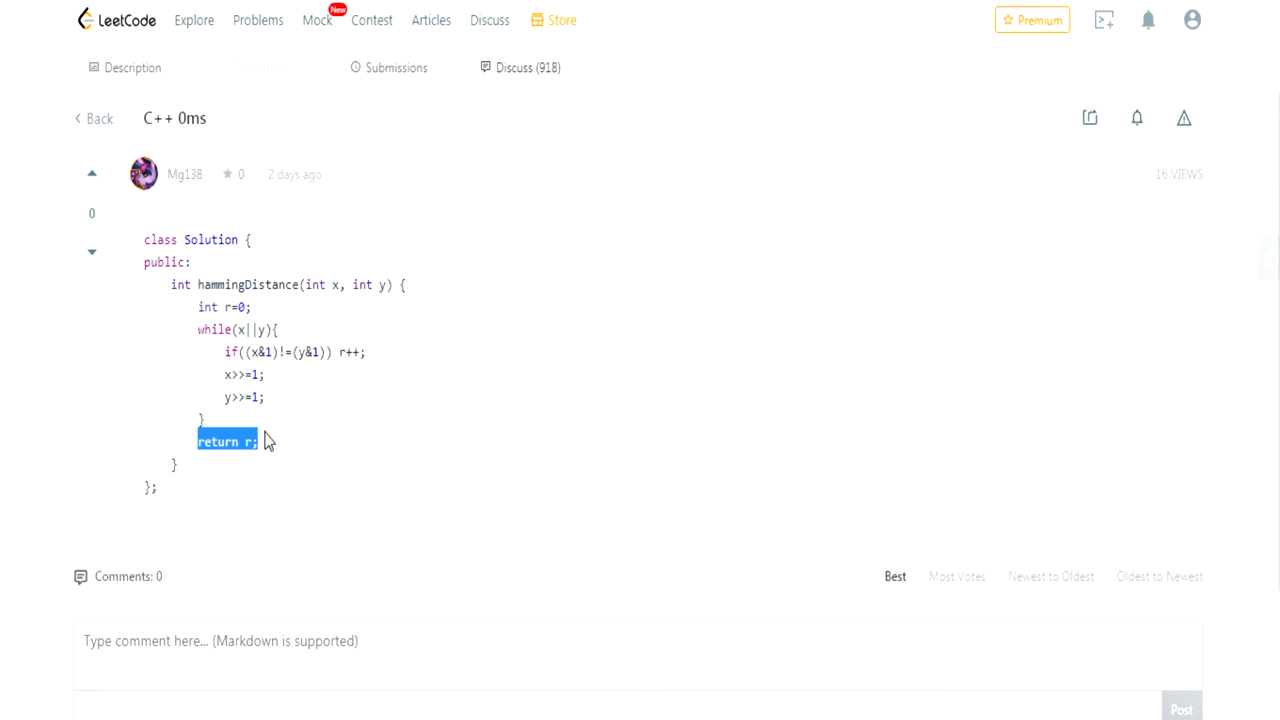 LeetCode Explore Problems Mock New Contest Articles Discuss Store Premium
Description Solution Submissions Discuss (918)
Back C++ 0ms
Mg138 0 2 days ago 16 VIEWS
0
class Solution {
public:
int hammingDistance(int x, int y) {
int r=0;
while(x||y){
if((x&1)!=(y&1)) r++;
x>>=1;
y>>=1;
}
return r;
}
};
Comments: 0 Best Most Votes Newest to Oldest Oldest to Newest
Type comment here... (Markdown is supported)
Post